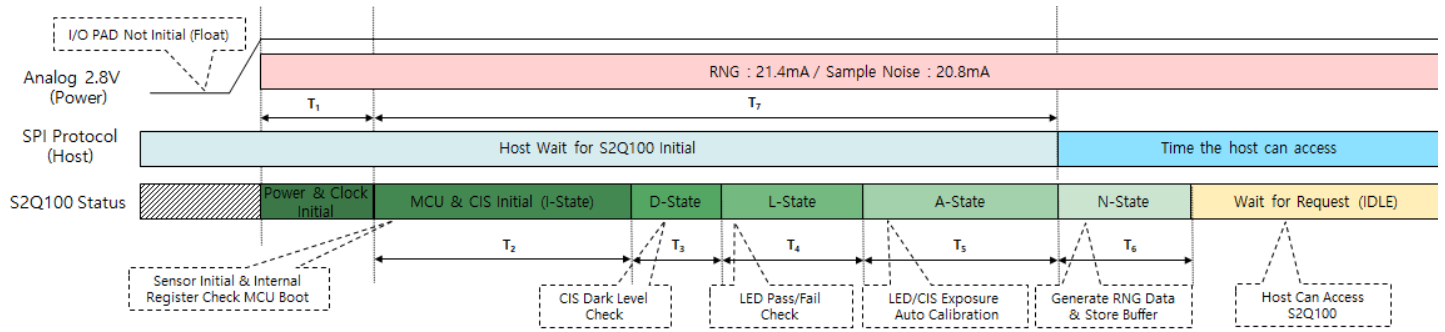 I/O PAD Not Initial (Float)
Analog 2.8V
(Power)
RNG : 21.4mA / Sample Noise : 20.8mA
T1
T7
SPI Protocol
(Host)
Host Wait for S2Q100 Initial
Time the host can access
S2Q100 Status
Power & Clock
Initial
MCU & CIS Initial (I-State)
D-State
L-State
A-State
N-State
Wait for Request (IDLE)
T2
T3
T4
T5
T6
Sensor Initial & Internal
Register Check MCU Boot
CIS Dark Level
Check
LED Pass/Fail
Check
LED/CIS Exposure
Auto Calibration
Generate RNG Data
& Store Buffer
Host Can Access
S2Q100